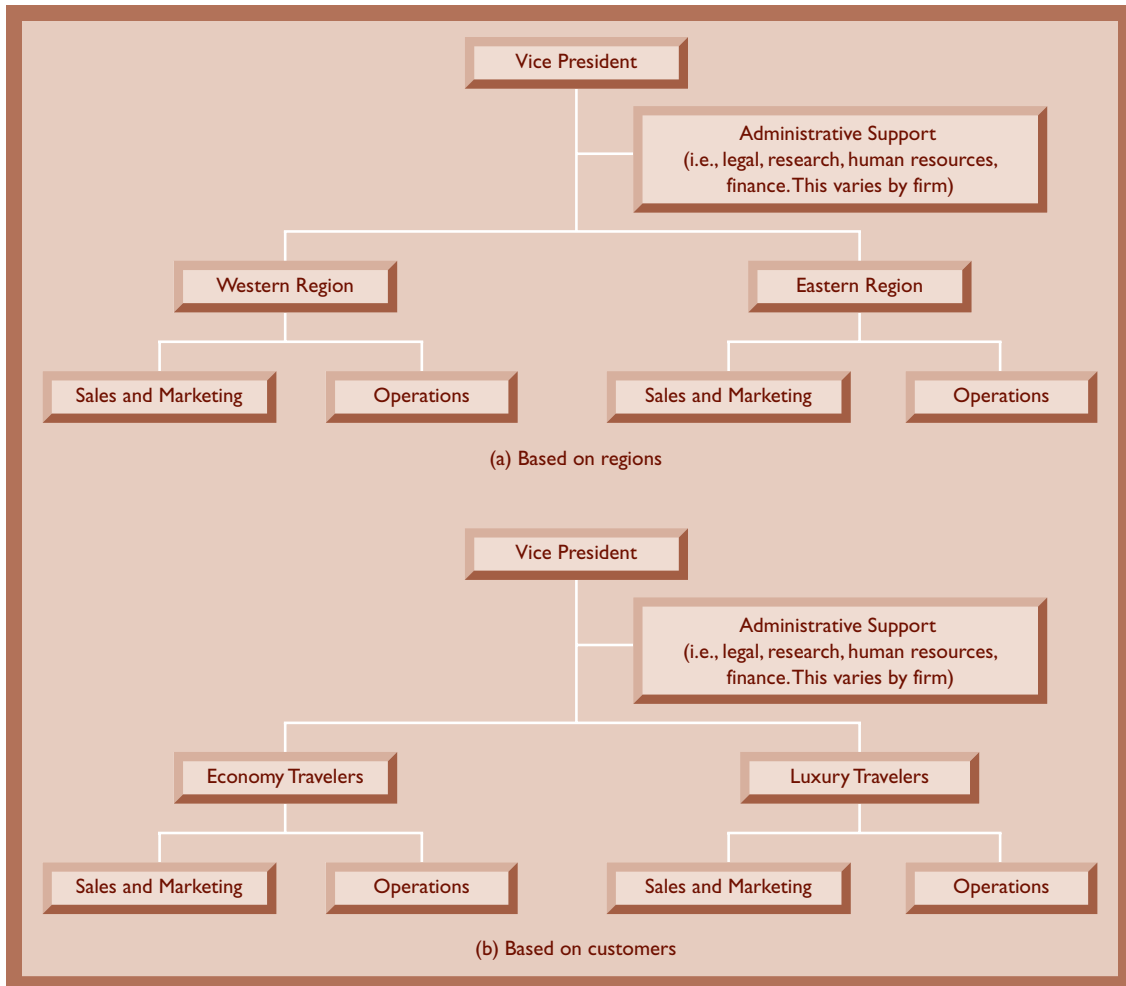 Vice President
Administrative Support
(i.e., legal, research, human resources,
finance. This varies by firm)
Western Region
Eastern Region
Sales and Marketing
Operations
Sales and Marketing
Operations
(a) Based on regions
Vice President
Administrative Support
(i.e., legal, research, human resources,
finance. This varies by firm)
Economy Travelers
Luxury Travelers
Sales and Marketing
Operations
Sales and Marketing
Operations
(b) Based on customers